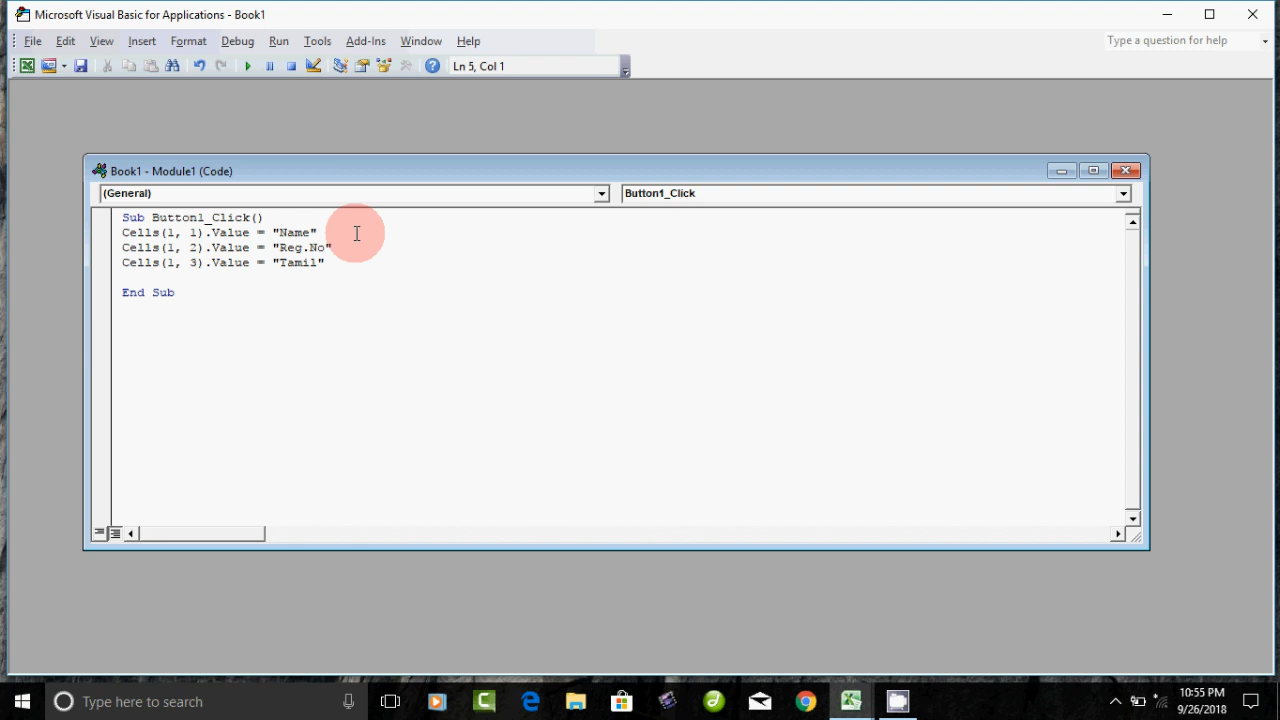 Microsoft Visual Basic for Applications - Book1
File Edit View Insert Format Debug Run Tools Add-Ins Window Help
Type a question for help
Ln 5, Col 1
Book1 - Module1 (Code)
(General)
Button1_Click
Sub Button1_Click()
Cells(1, 1).Value = "Name"
Cells(1, 2).Value = "Reg.No"
Cells(1, 3).Value = "Tamil"
End Sub
Type here to search
10:55 PM
9/26/2018